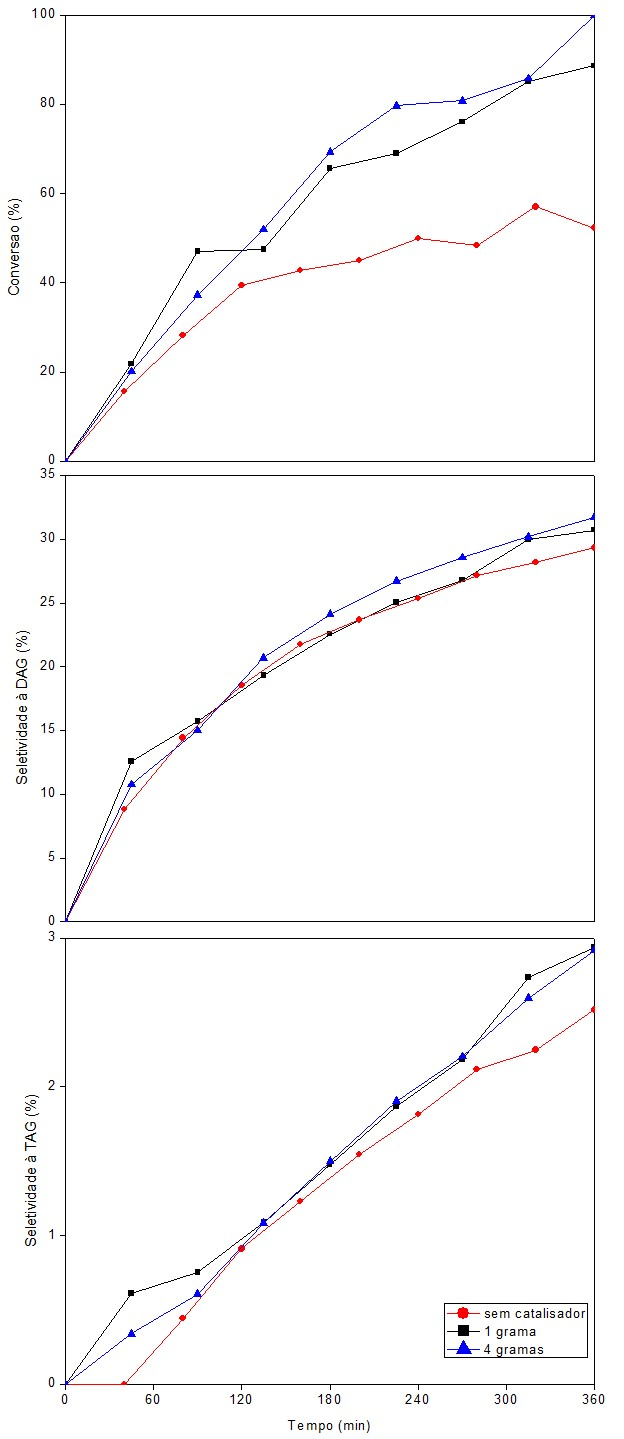 100
80
60
40
20
0
Conversao (%)
35
30
25
20
15
10
5
0
Seletividade à DAG (%)
3
2
1
0
Seletividade à TAG (%)
sem catalisador
1 grama
4 gramas
0 60 120 180 240 300 360
Tempo (min)